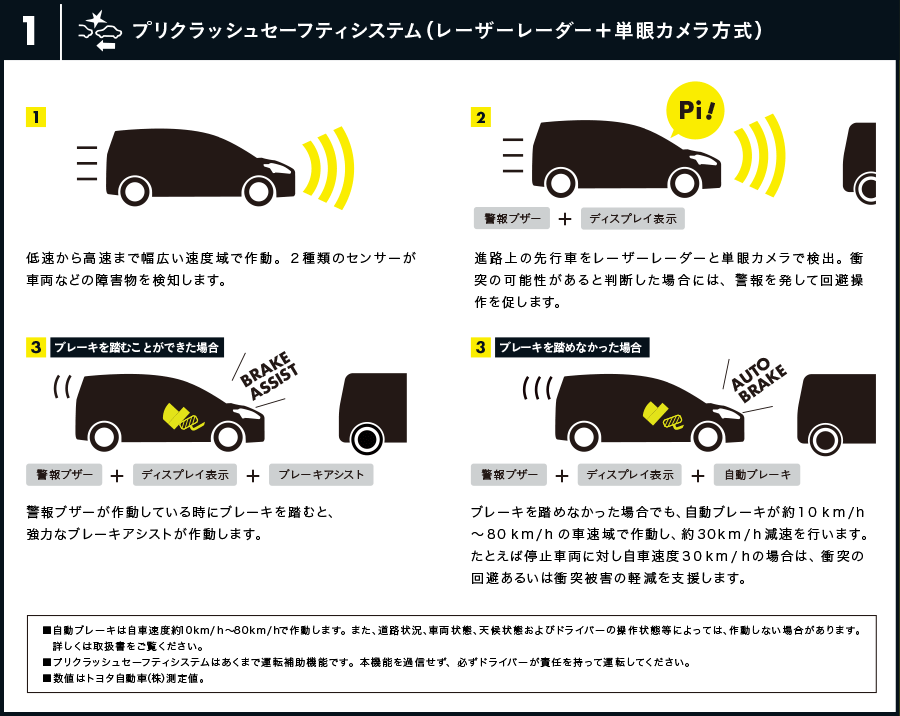 1 プリクラッシュセーフティシステム(レーザーレーダー+単眼カメラ方式)
1
低速から高速まで幅広い速度域で作動。2種類のセンサーが
車両などの障害物を検知します。
2
Pi!
警報ブザー + ディスプレイ表示
進路上の先行車をレーザーレーダーと単眼カメラで検出。衝
突の可能性があると判断した場合には、警報を発して回避操
作を促します。
3 ブレーキを踏むことができた場合
BRAKE
ASSIST
警報ブザー + ディスプレイ表示 + ブレーキアシスト
警報ブザーが作動している時にブレーキを踏むと、
強力なブレーキアシストが作動します。
3 ブレーキを踏めなかった場合
AUTO
BRAKE
警報ブザー + ディスプレイ表示 + 自動ブレーキ
ブレーキを踏めなかった場合でも、自動ブレーキが約10km/h
～80km/hの車速域で作動し、約30km/h減速を行います。
たとえば停止車両に対し自車速度30km/hの場合は、衝突の
回避あるいは衝突被害の軽減を支援します。
■自動ブレーキは自車速度約10km/h～80km/hで作動します。また、道路状況、車両状態、天候状態およびドライバーの操作状態等によっては、作動しない場合があります。
詳しくは取扱書をご覧ください。
■プリクラッシュセーフティシステムはあくまで運転補助機能です。本機能を過信せず、必ずドライバーが責任を持って運転してください。
■数値はトヨタ自動車(株)測定値。